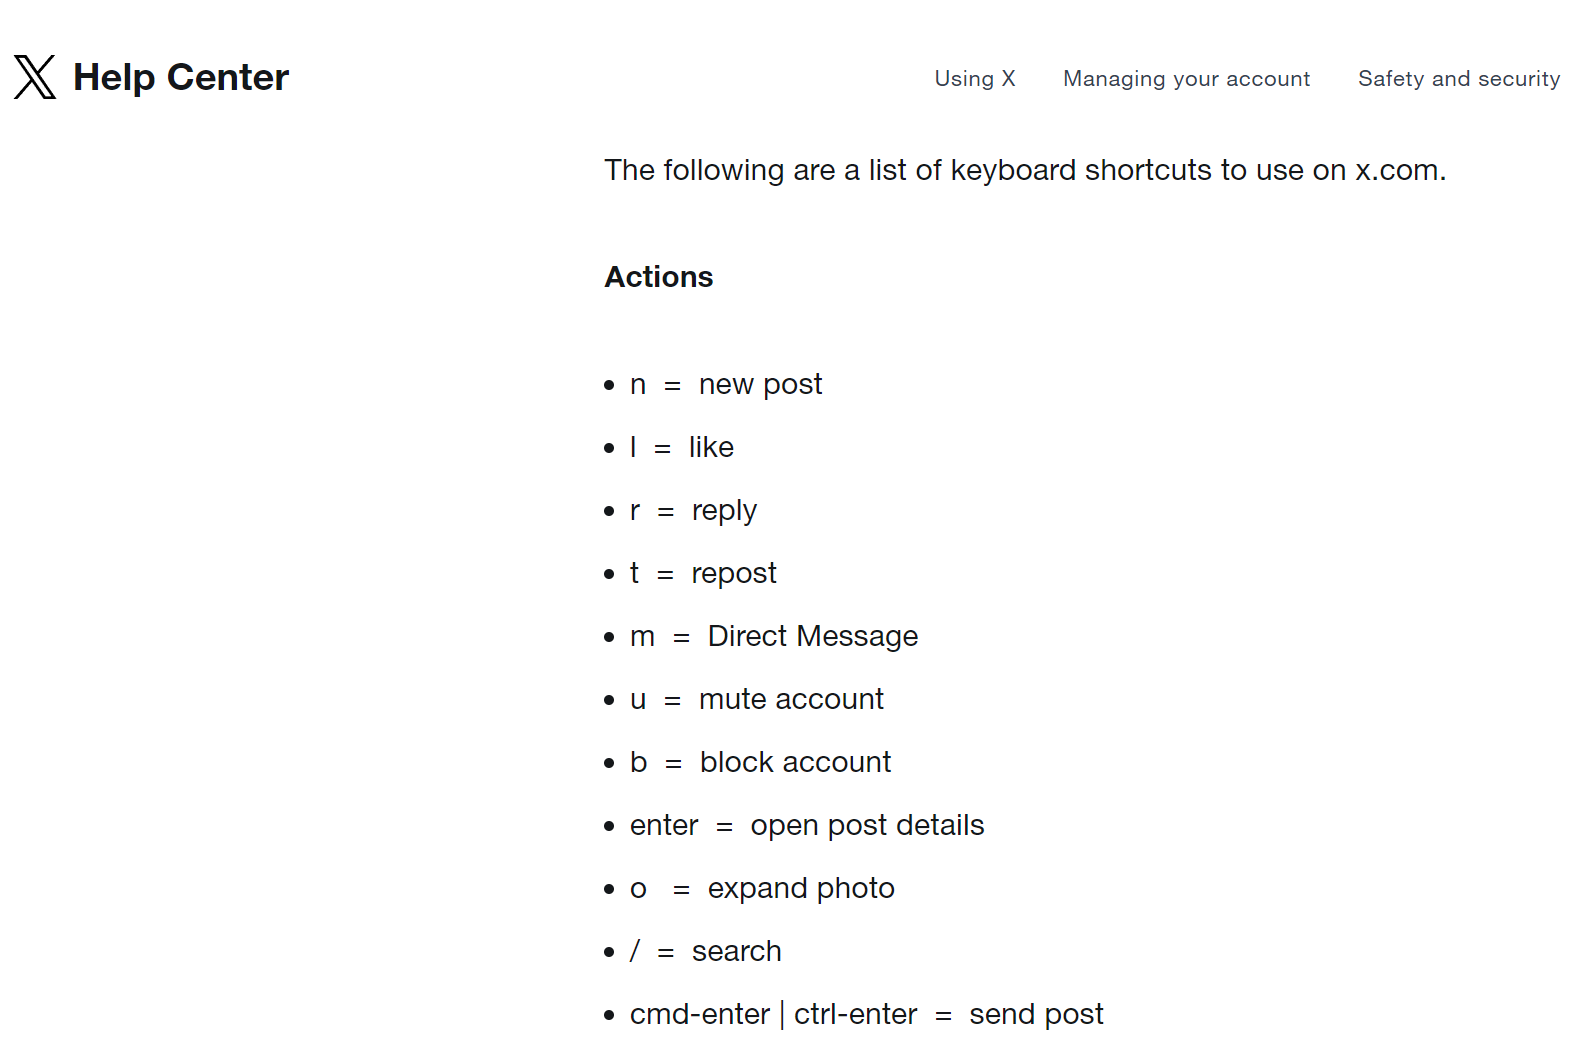 Help Center
Using X Managing your account Safety and security
The following are a list of keyboard shortcuts to use on x.com.
Actions
• n = new post
• l = like
• r = reply
• t = repost
• m = Direct Message
• u = mute account
• b = block account
• enter = open post details
• o = expand photo
• / = search
• cmd-enter | ctrl-enter = send post